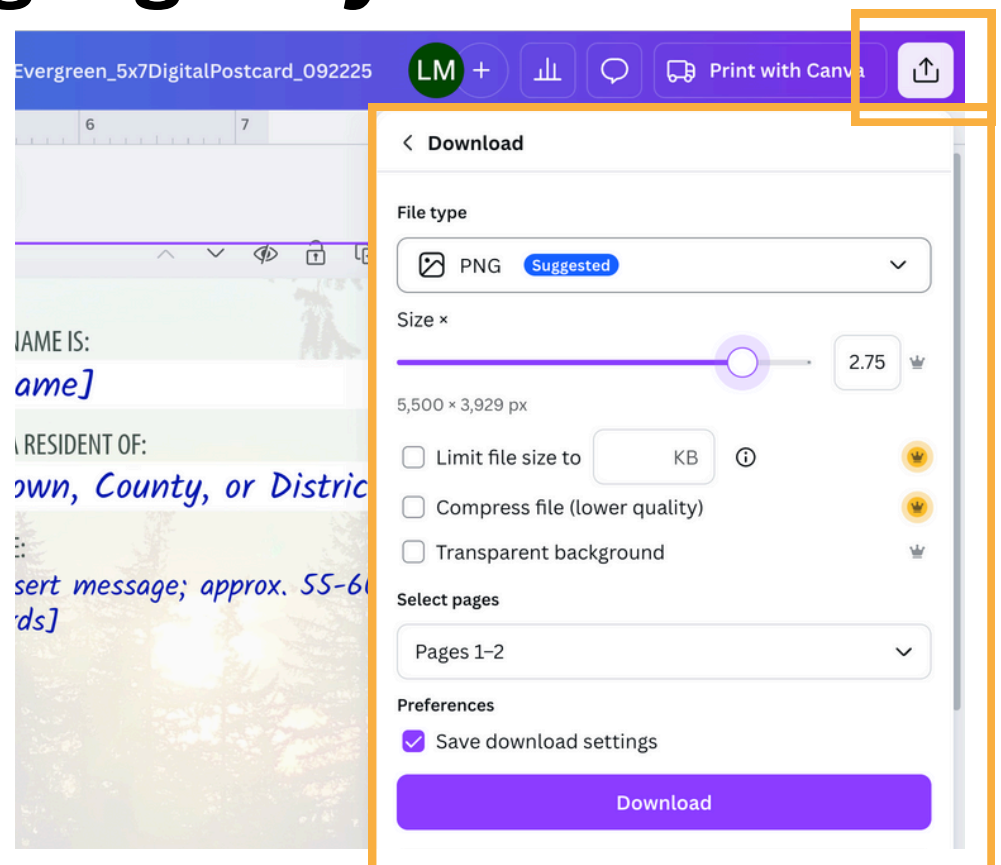 Evergreen_5x7DigitalPostcard_092225 LM + Print with Canva
6 7
Download
File type
PNG Suggested
Size ×
2.75
5,500 × 3,929 px
Limit file size to KB
Compress file (lower quality)
Transparent background
Select pages
Pages 1–2
Preferences
Save download settings
Download
NAME IS:
ame]
A RESIDENT OF:
own, County, or Distric
E:
sert message; approx. 55-60
rds]